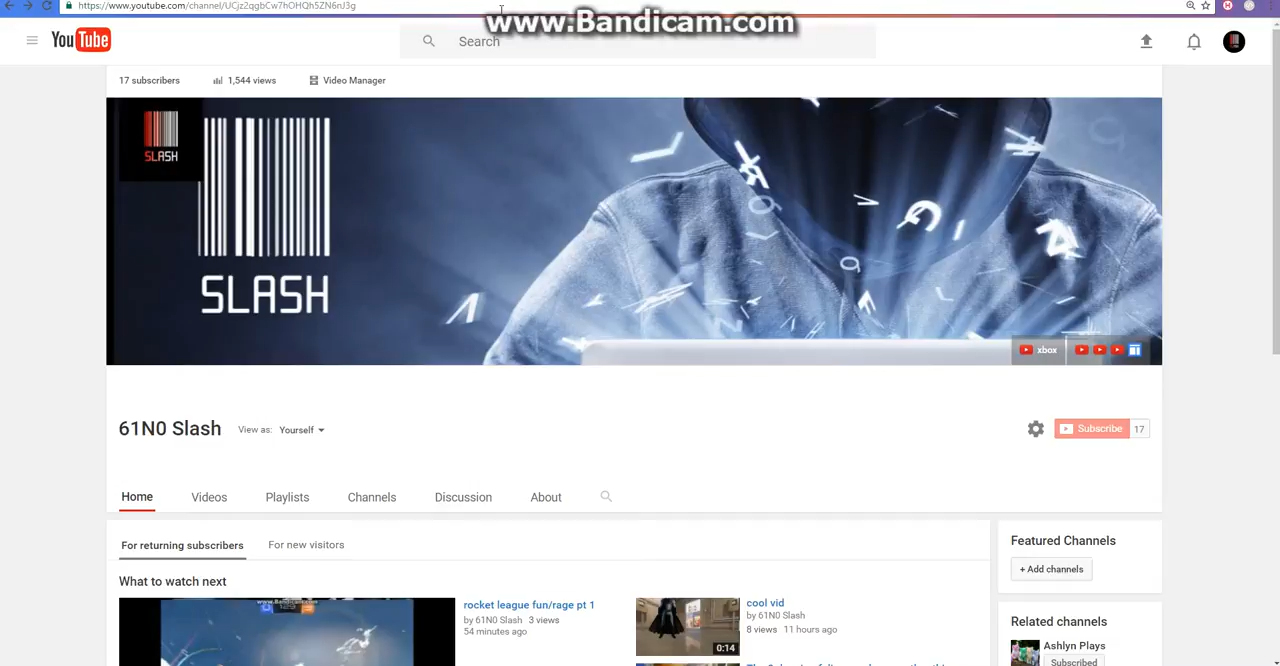 https://www.youtube.com/channel/UCjz2qgbCw7hOHQh5ZN6nJ3g
www.Bandicam.com
YouTube
Search
17 subscribers 1,544 views Video Manager
SLASH
SLASH
xbox
61N0 Slash View as: Yourself
Subscribe 17
Home Videos Playlists Channels Discussion About
For returning subscribers For new visitors
What to watch next
rocket league fun/rage pt 1
by 61N0 Slash 3 views
54 minutes ago
cool vid
by 61N0 Slash
8 views 11 hours ago
0:14
Featured Channels
+ Add channels
Related channels
Ashlyn Plays
Subscribed